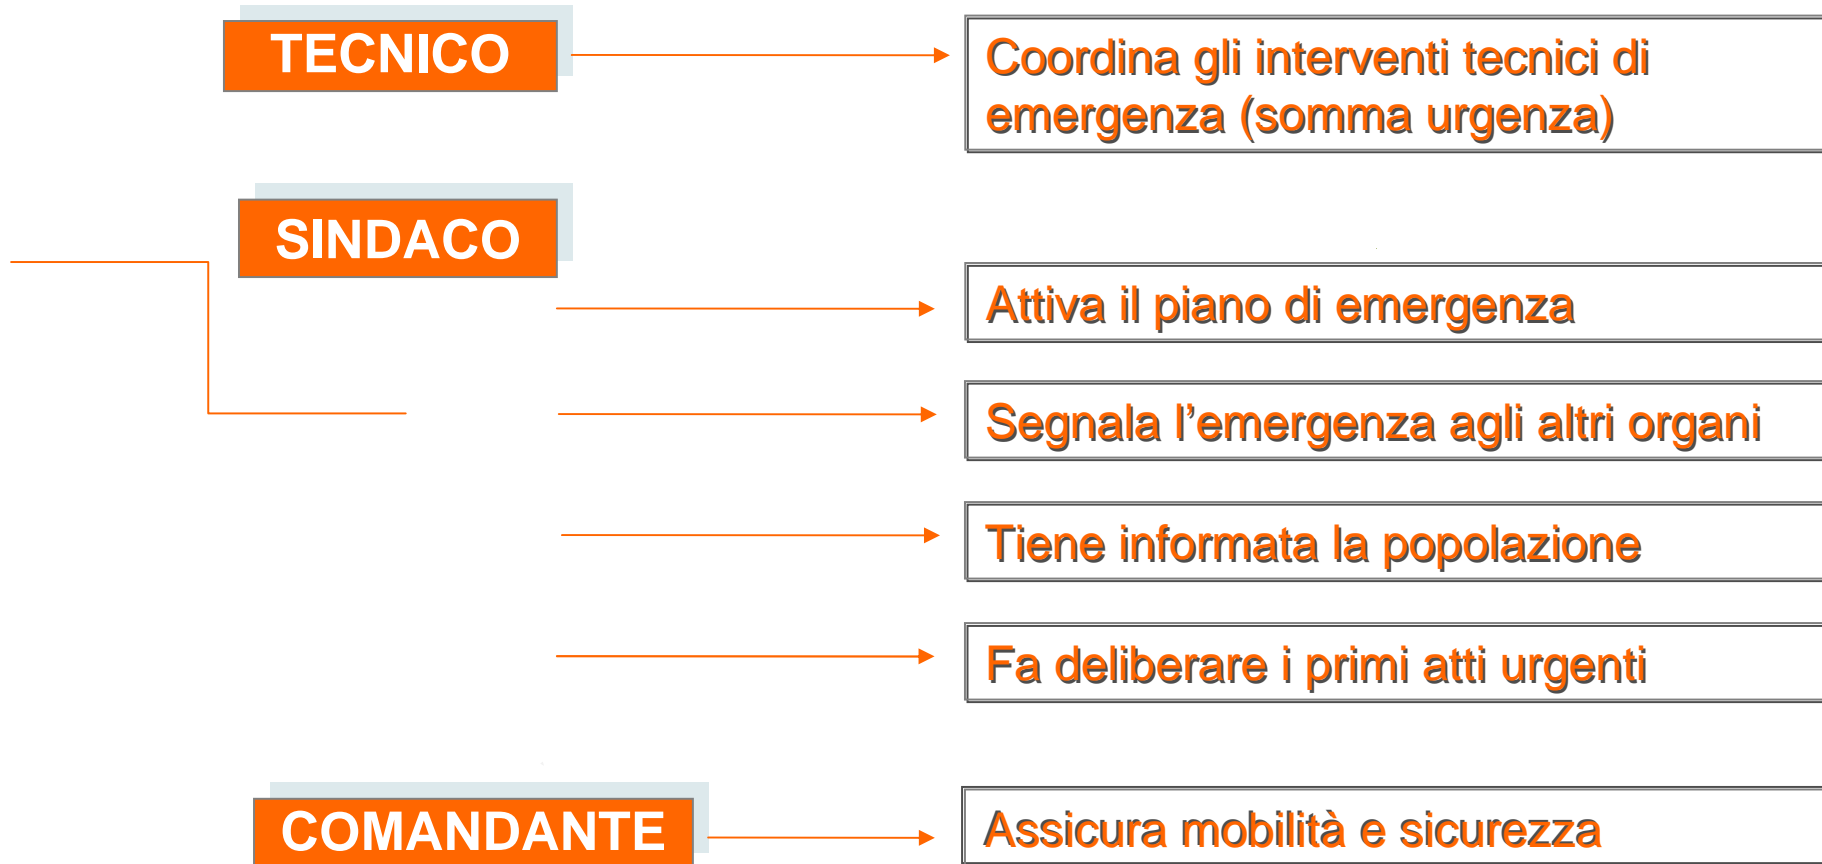 TECNICO
Coordina gli interventi tecnici di
emergenza (somma urgenza)
SINDACO
Attiva il piano di emergenza
Segnala l’emergenza agli altri organi
Tiene informata la popolazione
Fa deliberare i primi atti urgenti
COMANDANTE
Assicura mobilità e sicurezza